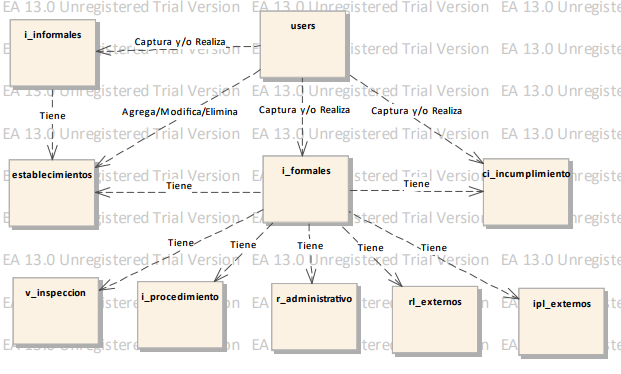 EA 13.0 Unregistered Trial Version
users
i_informales
Captura y/o Realiza
Agrega/Modifica/Elimina
Captura y/o Realiza
Captura y/o Realiza
Tiene
establecimientos
i_formales
ci_incumplimiento
Tiene
Tiene
Tiene
Tiene
Tiene
Tiene
Tiene
v_inspeccion
i_procedimiento
r_administrativo
rl_externos
ipl_externos